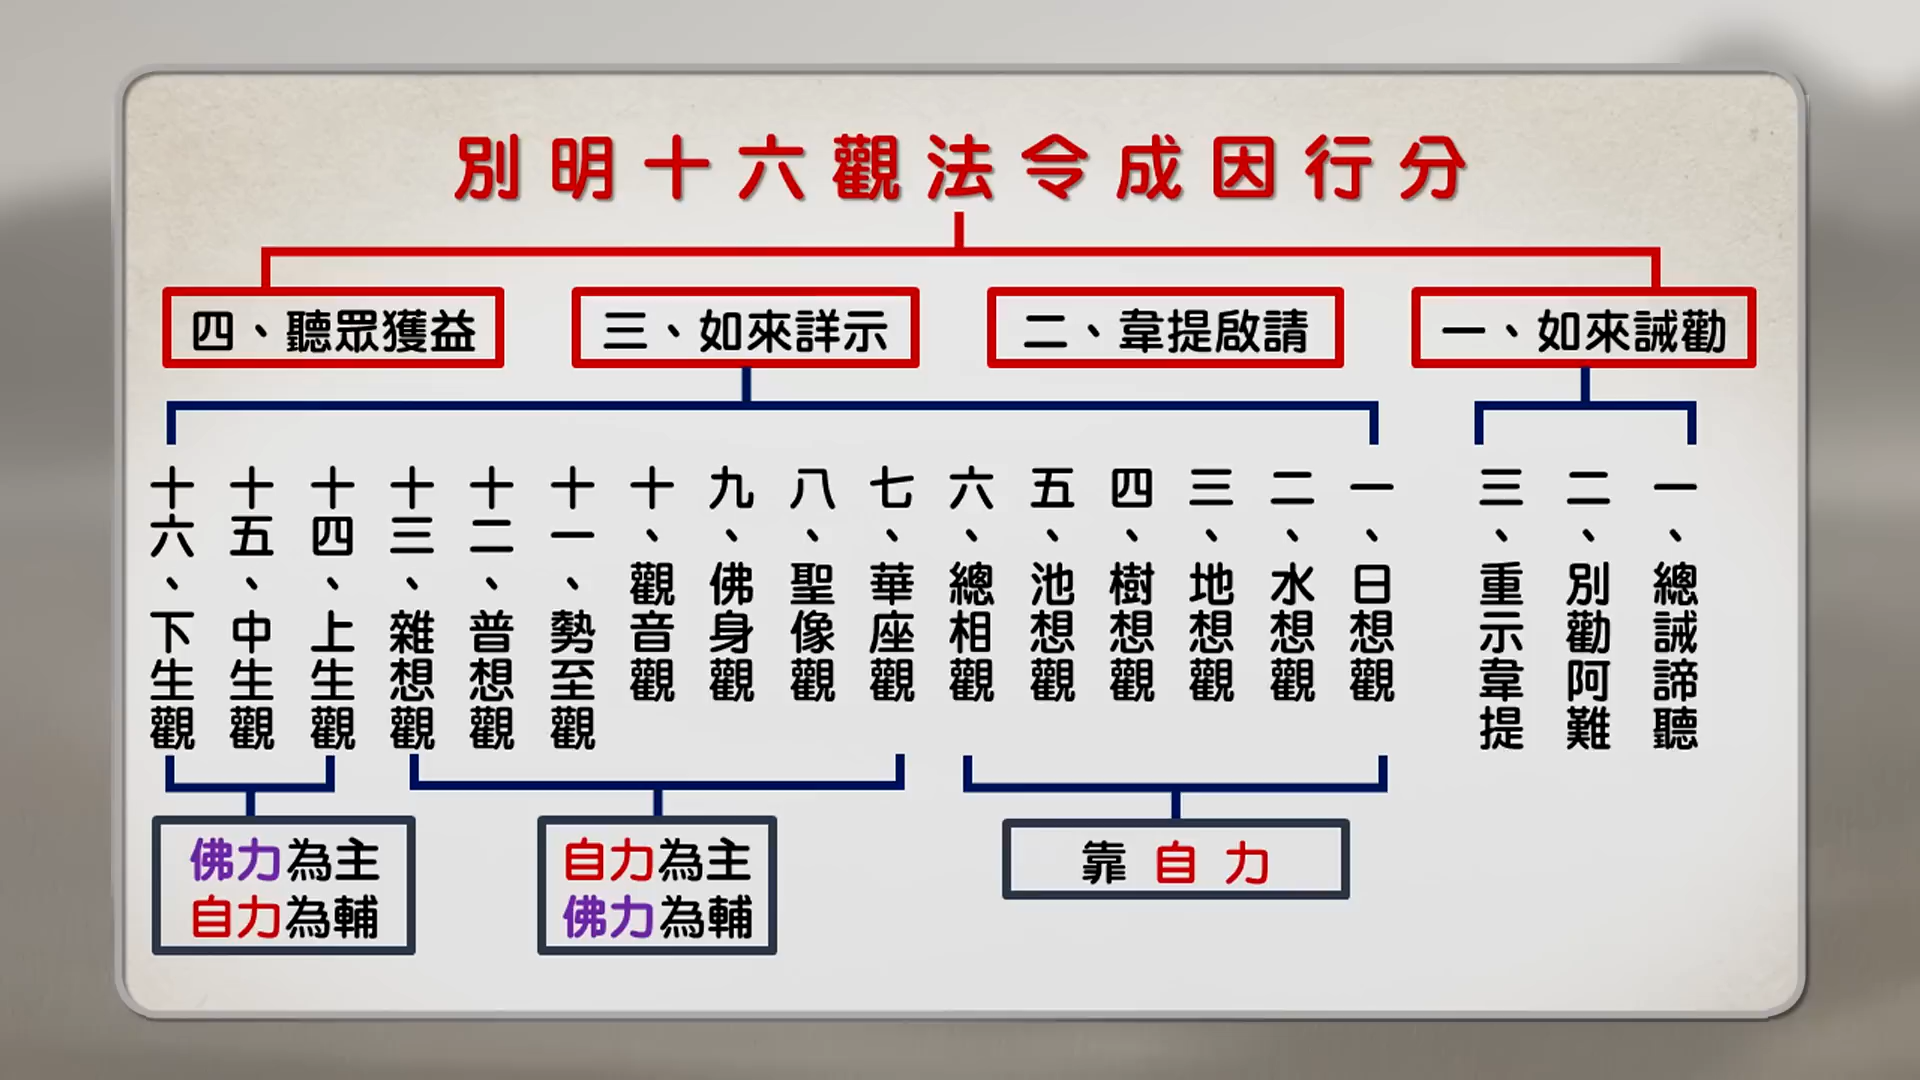 別明十六觀法令成因行分
一、如來誡勸
二、韋提啟請
三、如來詳示
四、聽眾獲益
一、總誡諦聽
二、別勸阿難
三、重示韋提
一、日想觀
二、水想觀
三、地想觀
四、樹想觀
五、池想觀
六、總相觀
七、華座觀
八、聖像觀
九、佛身觀
十、觀音觀
十一、勢至觀
十二、普想觀
十三、雜想觀
十四、上生觀
十五、中生觀
十六、下生觀
靠自力
自力為主
佛力為輔
佛力為主
自力為輔